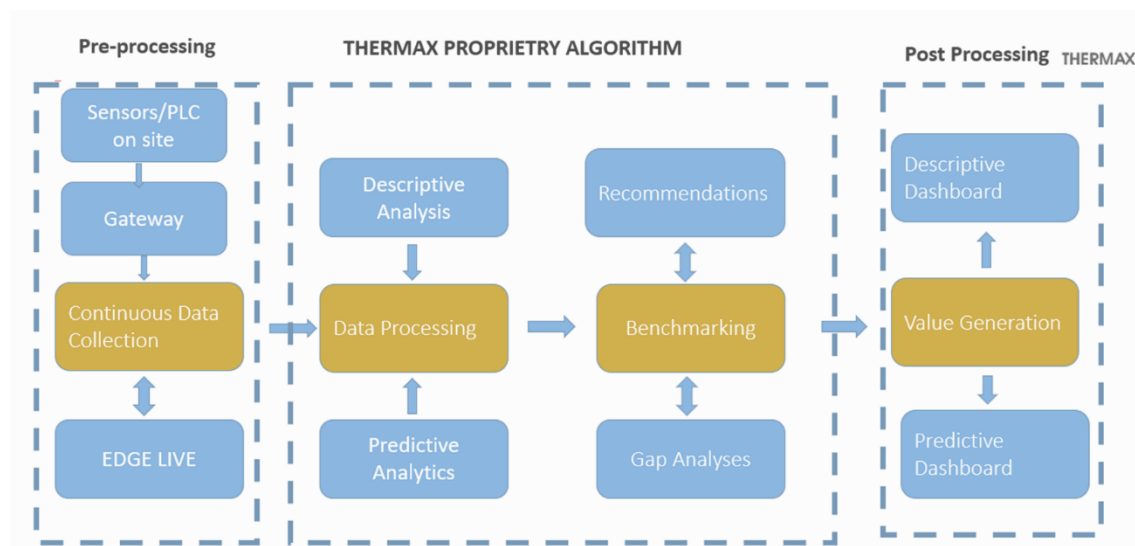 Pre-processing
THERMAX PROPRIETRY ALGORITHM
Post Processing
THERMAX
Sensors/PLC
on site
Gateway
Continuous Data
Collection
EDGE LIVE
Descriptive
Analysis
Data Processing
Predictive
Analytics
Recommendations
Benchmarking
Gap Analyses
Descriptive
Dashboard
Value Generation
Predictive
Dashboard